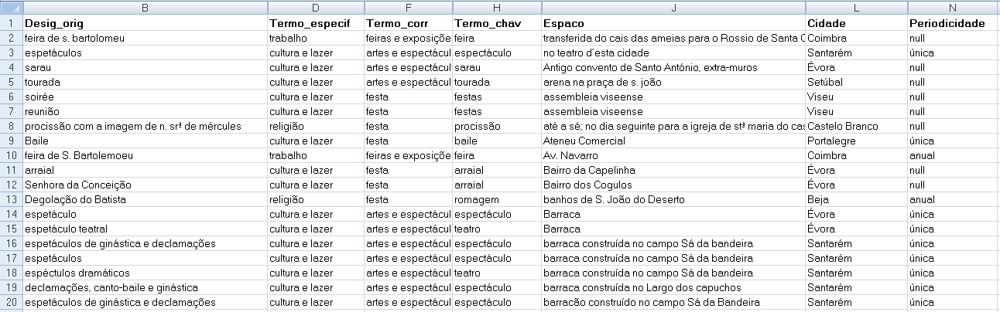 B D F H J L N
1 Desig_orig Termo_especif Termo_corr Termo_chav Espaco Cidade Periodicidade
2 feira de s. bartolomeu trabalho feiras e exposiçõe feira transferida do cais das ameias para o Rossio de Santa C Coimbra null
3 espetáculos cultura e lazer artes e espectácul espectáculo no teatro d´esta cidade Santarém única
4 sarau cultura e lazer artes e espectácul sarau Antigo convento de Santo António, extra-muros Évora null
5 tourada cultura e lazer artes e espectácul tourada arena na praça de s. joão Setúbal null
6 soirée cultura e lazer festa festas assembleia viseense Viseu null
7 reunião cultura e lazer festa festas assembleia viseense Viseu null
8 procissão com a imagem de n. srª de mércules religião festa procissão até a sé; no dia seguinte para a igreja de stª maria do cas Castelo Branco null
9 Baile cultura e lazer festa baile Ateneu Comercial Portalegre única
10 feira de S. Bartolemoeu trabalho feiras e exposiçõe feira Av. Navarro Coimbra anual
11 arraial cultura e lazer festa arraial Bairro da Capelinha Évora null
12 Senhora da Conceição cultura e lazer festa arraial Bairro dos Cogulos Évora null
13 Degolação do Batista religião festa romagem banhos de S. João do Deserto Beja anual
14 espetáculo cultura e lazer artes e espectácul espectáculo Barraca Évora única
15 espetáculo teatral cultura e lazer artes e espectácul teatro Barraca Évora única
16 espetáculos de ginástica e declamações cultura e lazer artes e espectácul espectáculo barraca construída no campo Sá da bandeira Santarém única
17 espetáculos cultura e lazer artes e espectácul espectáculo barraca construída no campo Sá da bandeira Santarém única
18 espéctulos dramáticos cultura e lazer artes e espectácul teatro barraca construída no campo Sá da bandeira Santarém única
19 declamações, canto-baile e ginástica cultura e lazer artes e espectácul espectáculo barraca construída no Largo dos capuchos Santarém única
20 espetáculos de ginástica e declamações cultura e lazer artes e espectácul espectáculo barracão construído no campo Sá da Bandeira Santarém única